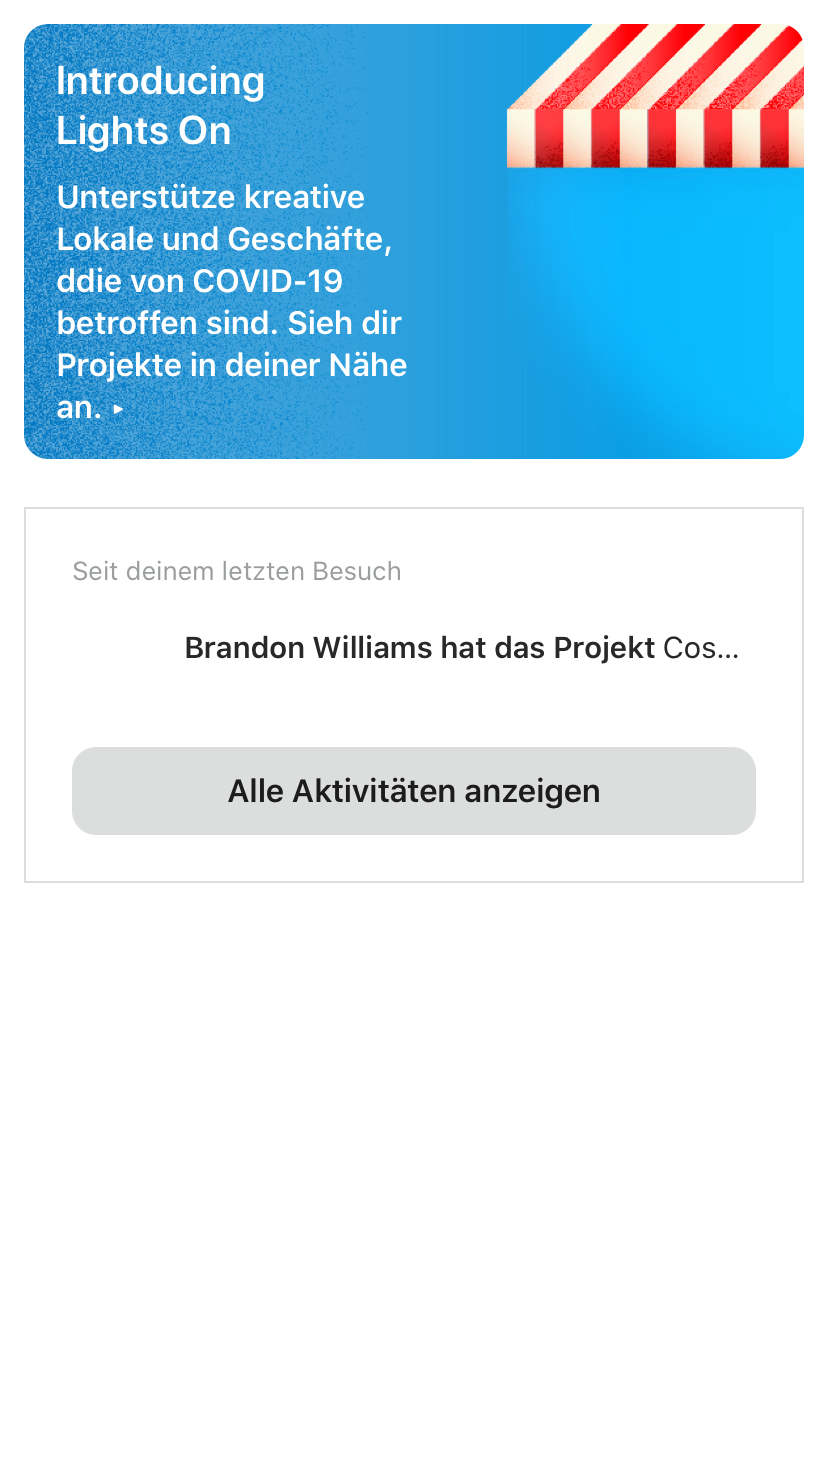 Introducing
Lights On
Unterstütze kreative
Lokale und Geschäfte,
ddie von COVID-19
betroffen sind. Sieh dir
Projekte in deiner Nähe
an. ▸
Seit deinem letzten Besuch
Brandon Williams hat das Projekt Cos...
Alle Aktivitäten anzeigen